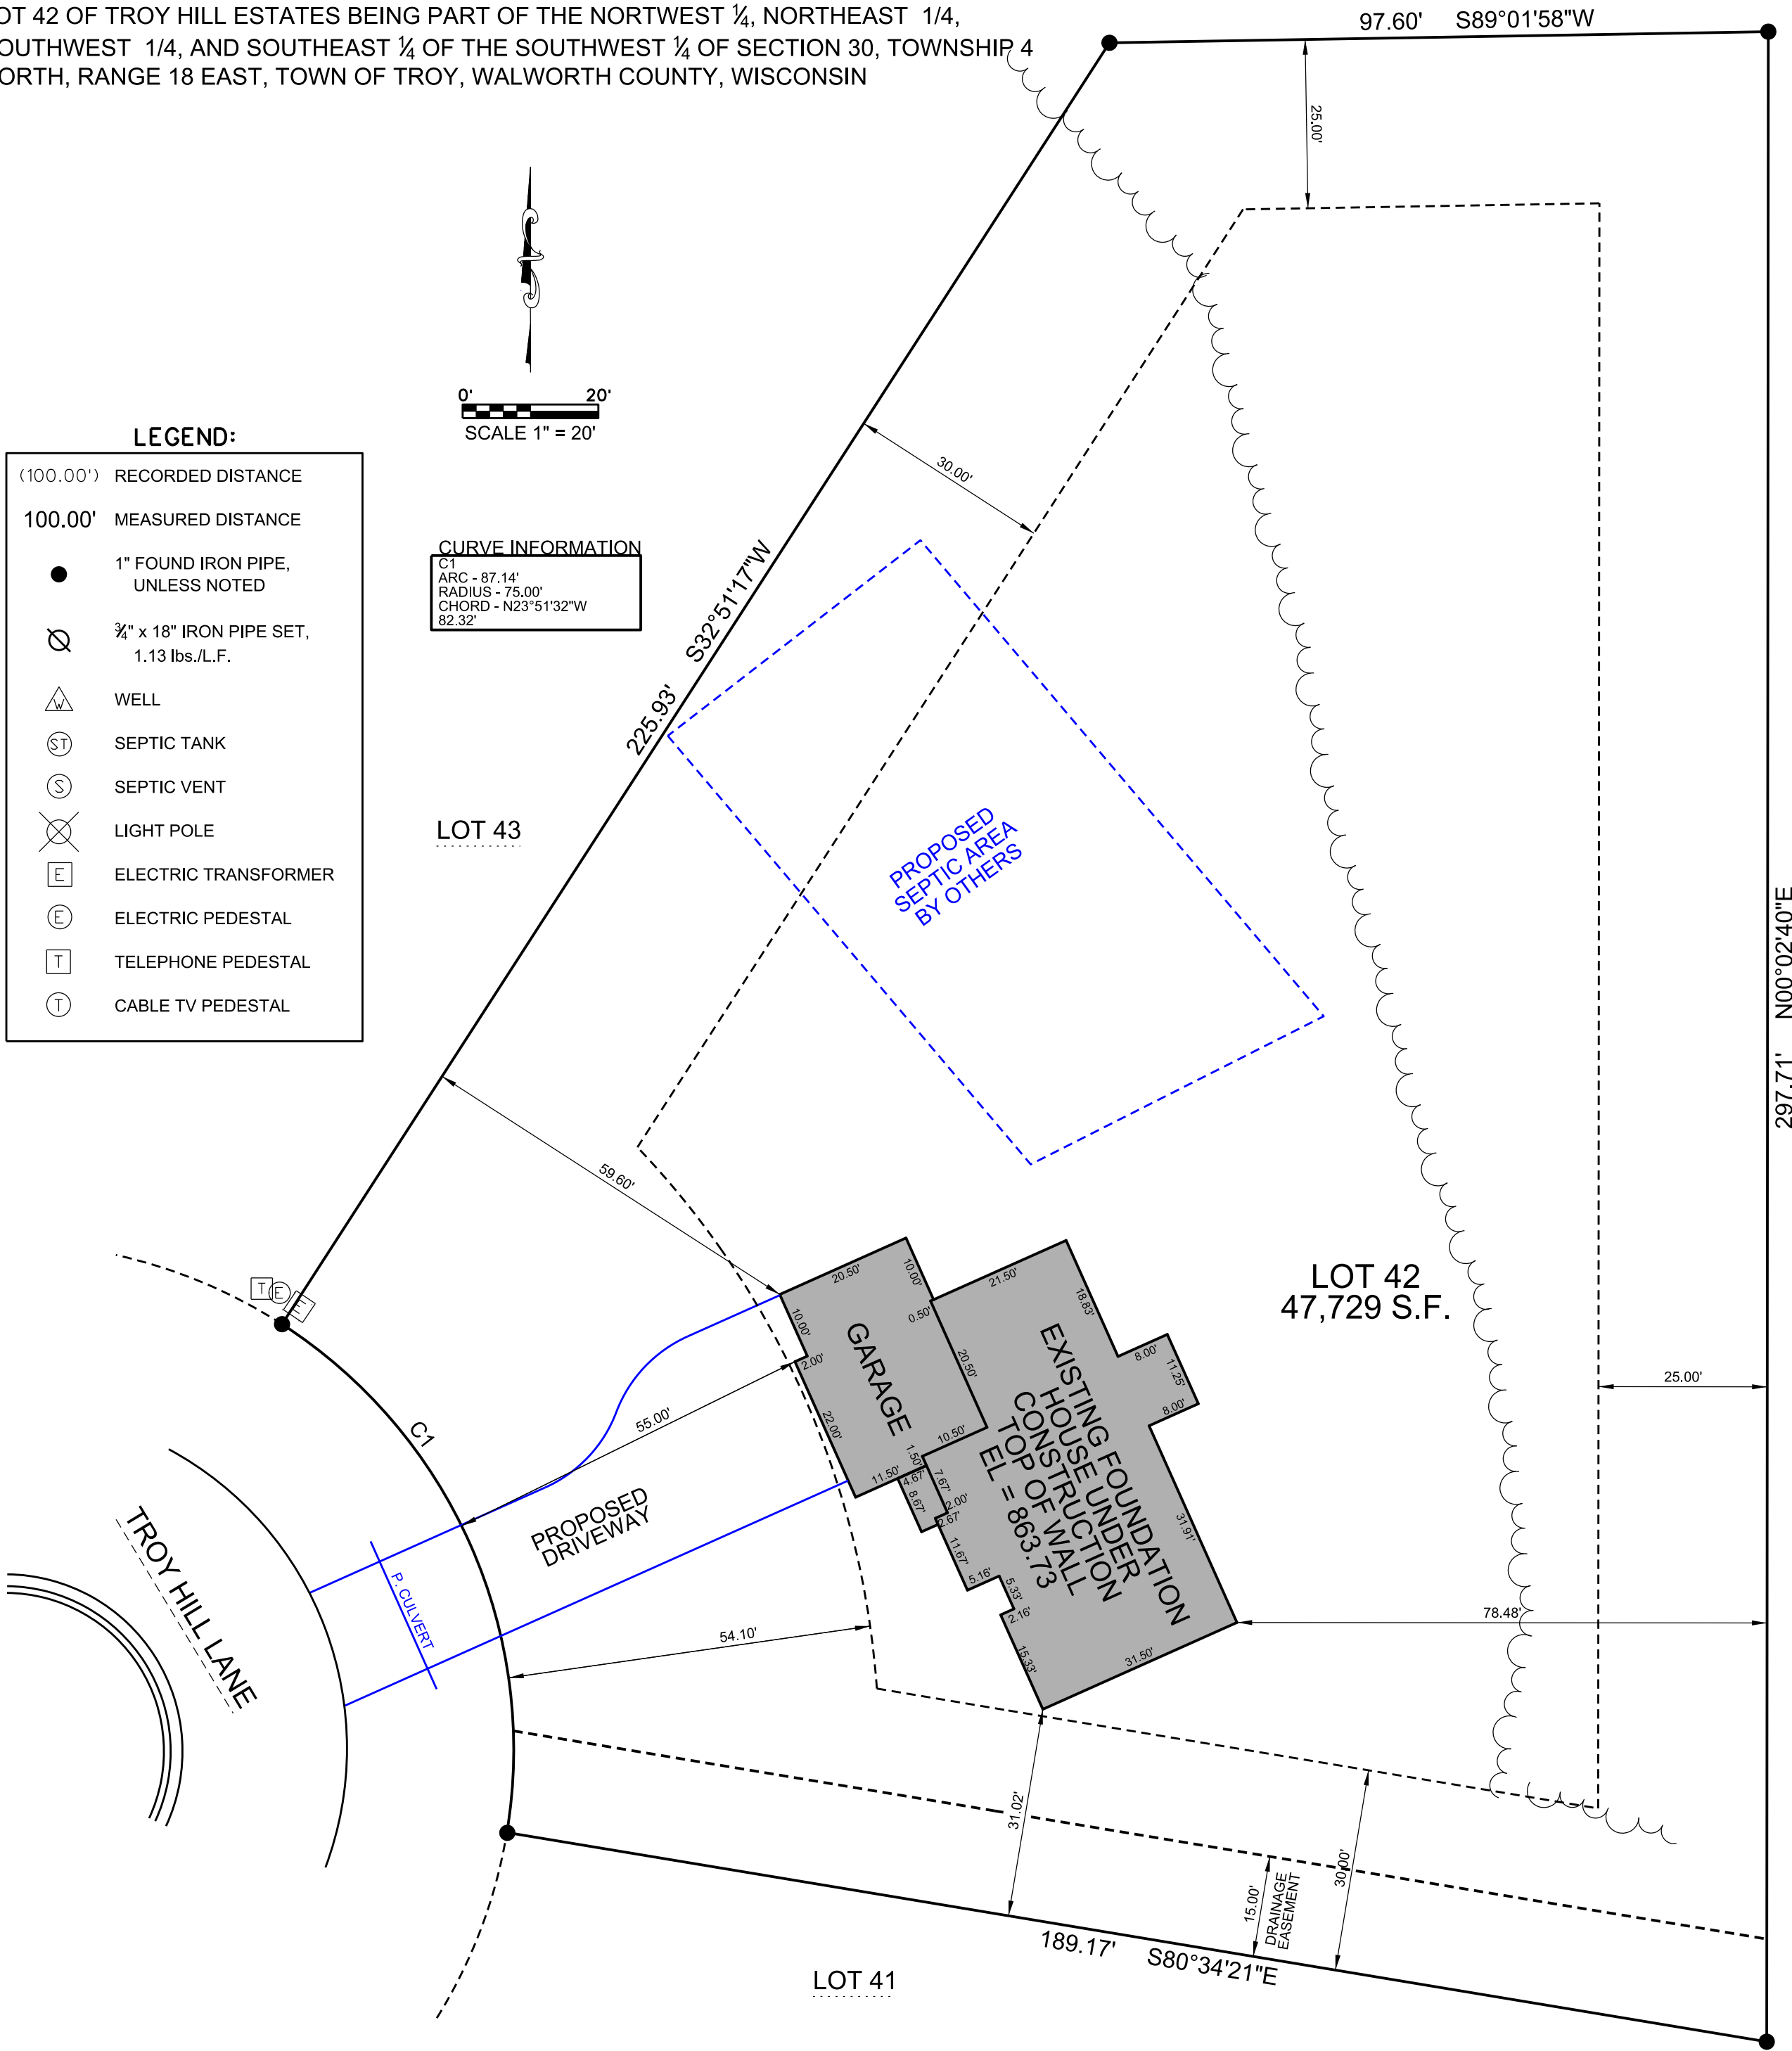 OT 42 OF TROY HILL ESTATES BEING PART OF THE NORTWEST ¼, NORTHEAST 1/4,
OUTHWEST 1/4, AND SOUTHEAST ¼ OF THE SOUTHWEST ¼ OF SECTION 30, TOWNSHIP 4
ORTH, RANGE 18 EAST, TOWN OF TROY, WALWORTH COUNTY, WISCONSIN
97.60' S89°01'58"W
25.00'
0' 20'
SCALE 1" = 20'
LEGEND:
(100.00') RECORDED DISTANCE
100.00' MEASURED DISTANCE
1" FOUND IRON PIPE,
UNLESS NOTED
¾" x 18" IRON PIPE SET,
1.13 lbs./L.F.
W WELL
ST SEPTIC TANK
S SEPTIC VENT
LIGHT POLE
E ELECTRIC TRANSFORMER
E ELECTRIC PEDESTAL
T TELEPHONE PEDESTAL
T CABLE TV PEDESTAL
CURVE INFORMATION
C1
ARC - 87.14'
RADIUS - 75.00'
CHORD - N23°51'32"W
82.32'
30.00'
225.93' S32°51'17"W
LOT 43
PROPOSED
SEPTIC AREA
BY OTHERS
297.71' N00°02'40"E
59.60'
T
E
E
LOT 42
47,729 S.F.
25.00'
GARAGE
20.50'
10.00'
10.00'
0.50'
2.00'
22.00'
20.50'
10.50'
1.50'
11.50'
4.67'
8.67'
7.67'
2.00'
2.67'
11.67'
5.16'
5.33'
2.16'
15.33'
31.50'
31.91'
8.00'
11.25'
8.00'
18.83'
21.50'
EXISTING FOUNDATION
HOUSE UNDER
CONSTRUCTION
TOP OF WALL
EL = 863.73
C1
55.00'
PROPOSED
DRIVEWAY
P. CULVERT
TROY HILL LANE
54.10'
78.48'
31.02'
15.00'
DRAINAGE
EASEMENT
30.00'
189.17' S80°34'21"E
LOT 41